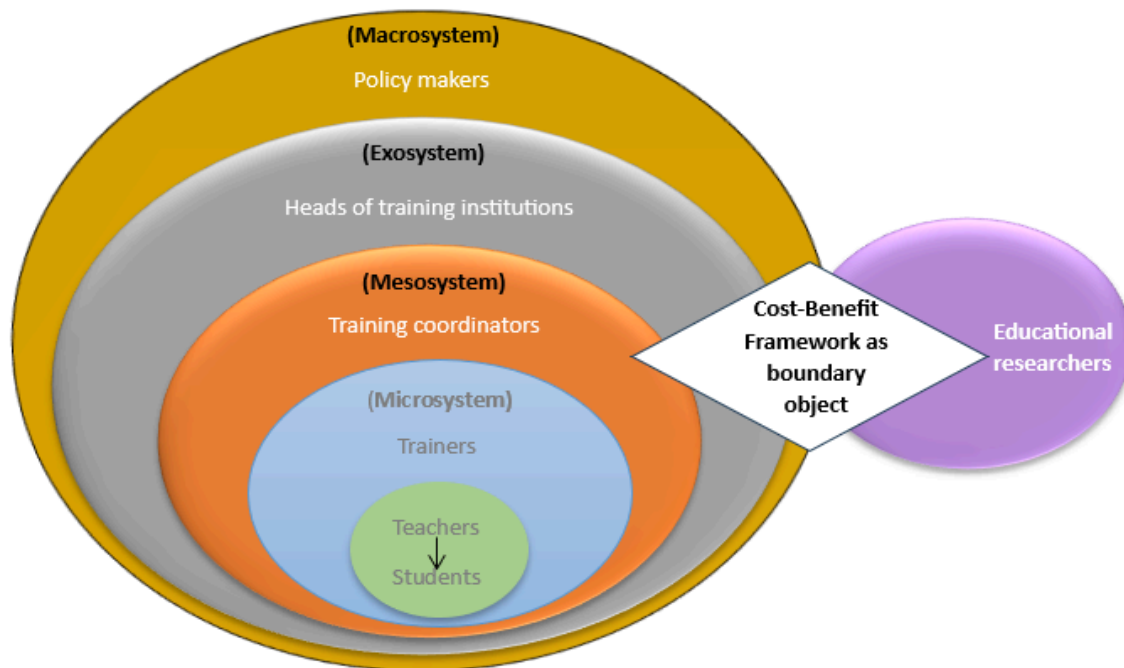 (Macrosystem)
Policy makers
(Exosystem)
Heads of training institutions
(Mesosystem)
Training coordinators
(Microsystem)
Trainers
Teachers
Students
Cost-Benefit
Framework as
boundary
object
Educational
researchers